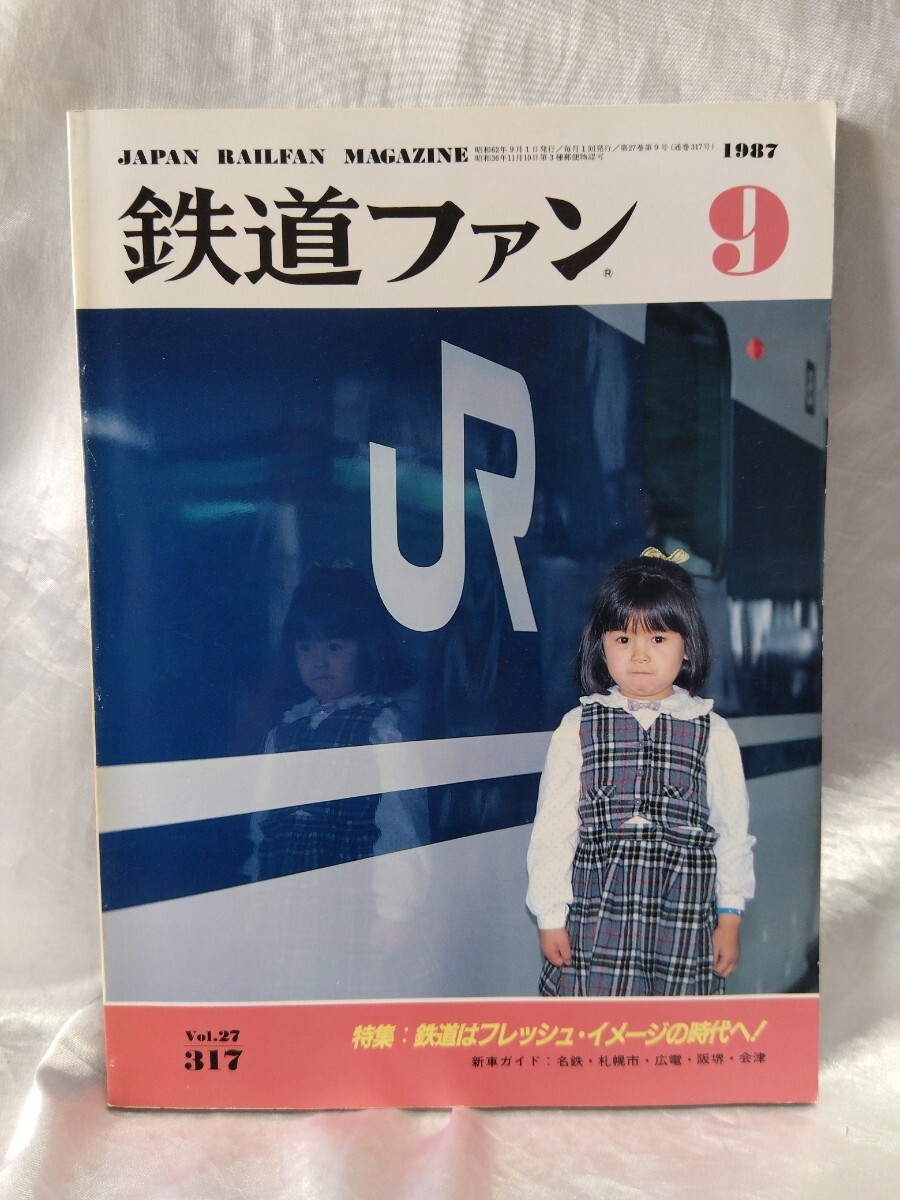 JAPAN RAILFAN MAGAZINE
昭和62年9月1日発行／毎月1回発行／第27巻第9号(通巻317号)
昭和36年11月10日第3種郵便物認可
1987
鉄道ファン®
9
JR
Vol.27
317
特集:鉄道はフレッシュ・イメージの時代へ!
新車ガイド:名鉄・札幌市・広電・阪堺・会津